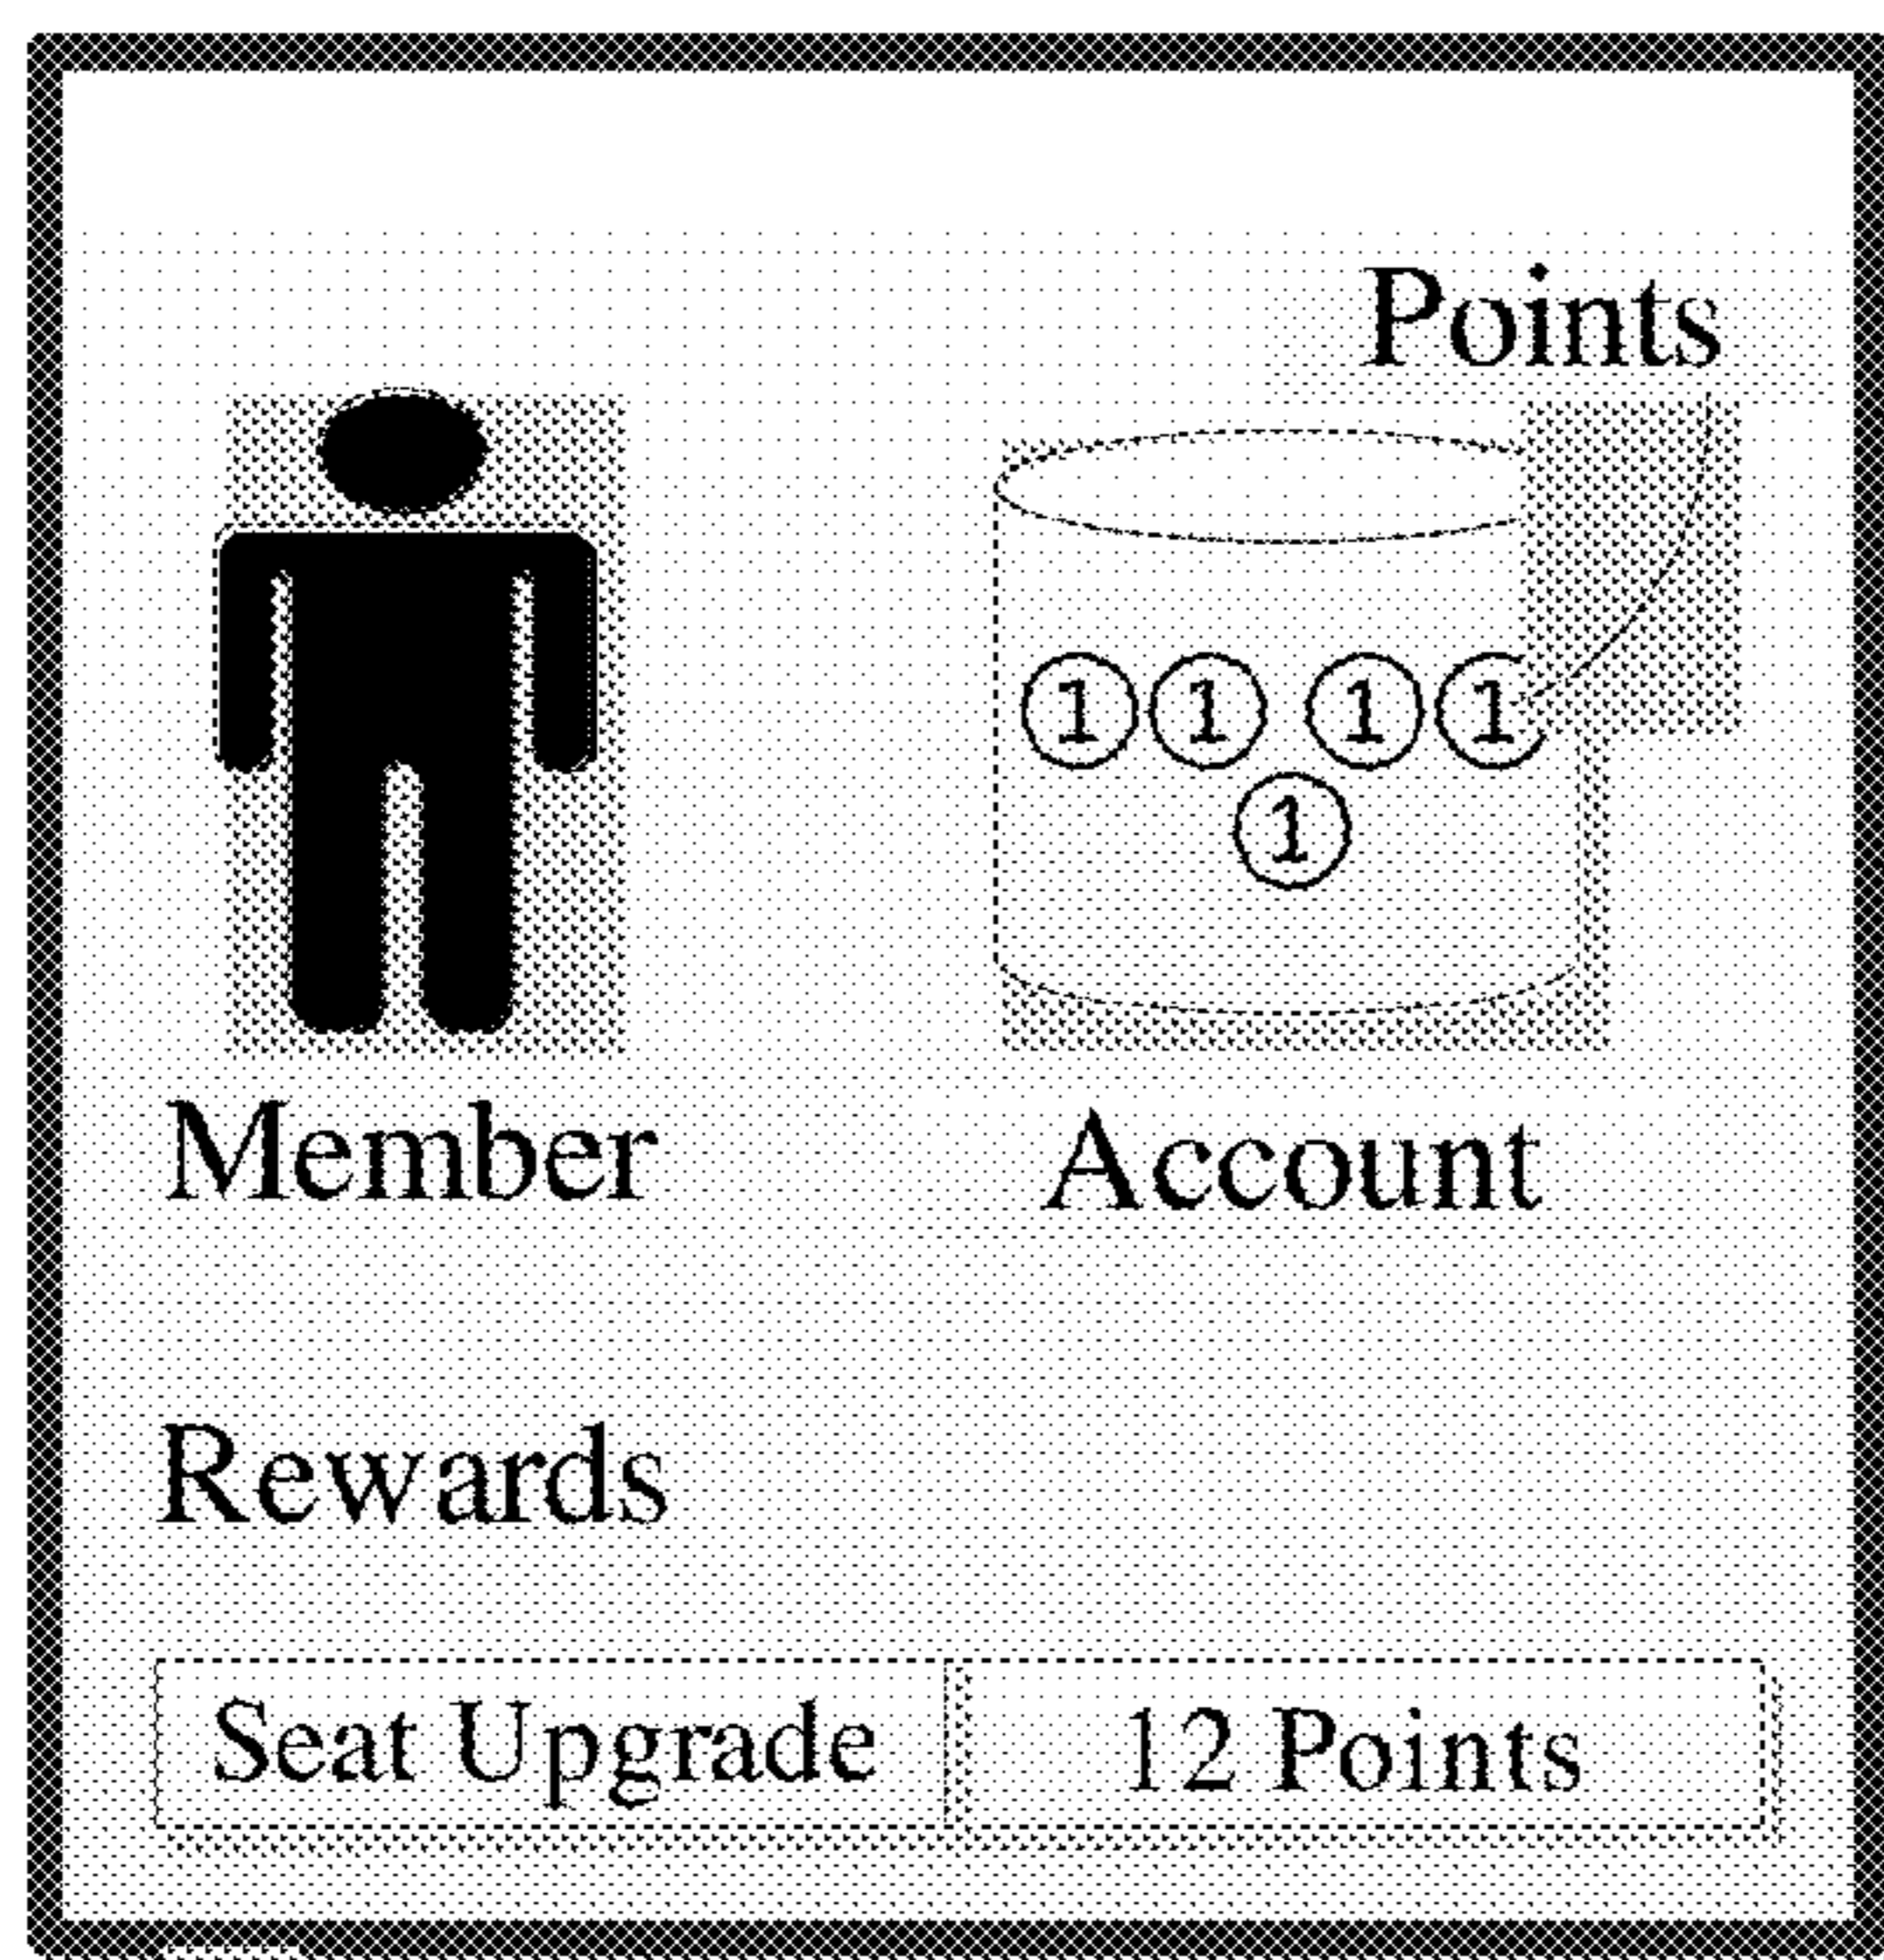 Points
1 1 1 1
1
Member Account
Rewards
Seat Upgrade 12 Points